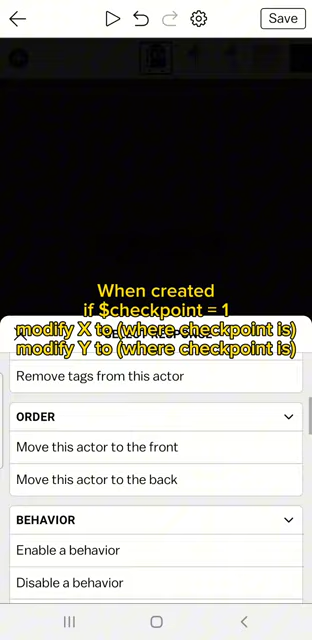 Save
When created
if $checkpoint = 1
modify X to (where checkpoint is)
modify Y to (where checkpoint is)
Remove tags from this actor
ORDER
Move this actor to the front
Move this actor to the back
BEHAVIOR
Enable a behavior
Disable a behavior